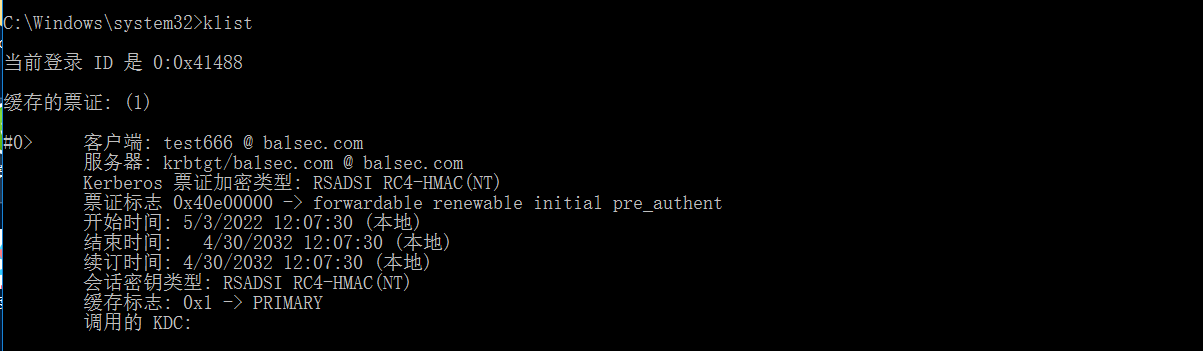 C:\Windows\system32>klist
当前登录 ID 是 0:0x41488
缓存的票证: (1)
#0>     客户端: test666 @ balsec.com
服务器: krbtgt/balsec.com @ balsec.com
Kerberos 票证加密类型: RSADSI RC4-HMAC(NT)
票证标志 0x40e00000 -> forwardable renewable initial pre_authent
开始时间: 5/3/2022 12:07:30 (本地)
结束时间:   4/30/2032 12:07:30 (本地)
续订时间: 4/30/2032 12:07:30 (本地)
会话密钥类型: RSADSI RC4-HMAC(NT)
缓存标志: 0x1 -> PRIMARY
调用的 KDC: